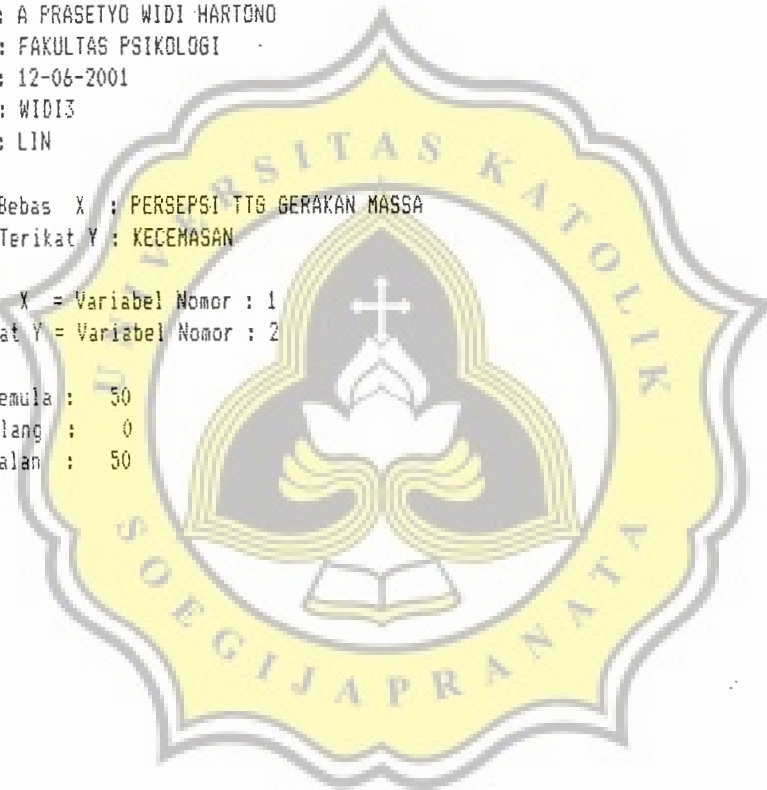 : A PRASETYO WIDI HARTONO
: FAKULTAS PSIKOLOGI
: 12-06-2001
: WIDI3
: LIN
Bebas X : PERSEPSI TTG GERAKAN MASSA
Terikat Y : KECEMASAN
X = Variabel Nomor : 1
at Y = Variabel Nomor : 2
emula : 50
lang : 0
alan : 50
UNIVERSITAS KATOLIK
SOEGIJAPRANATA